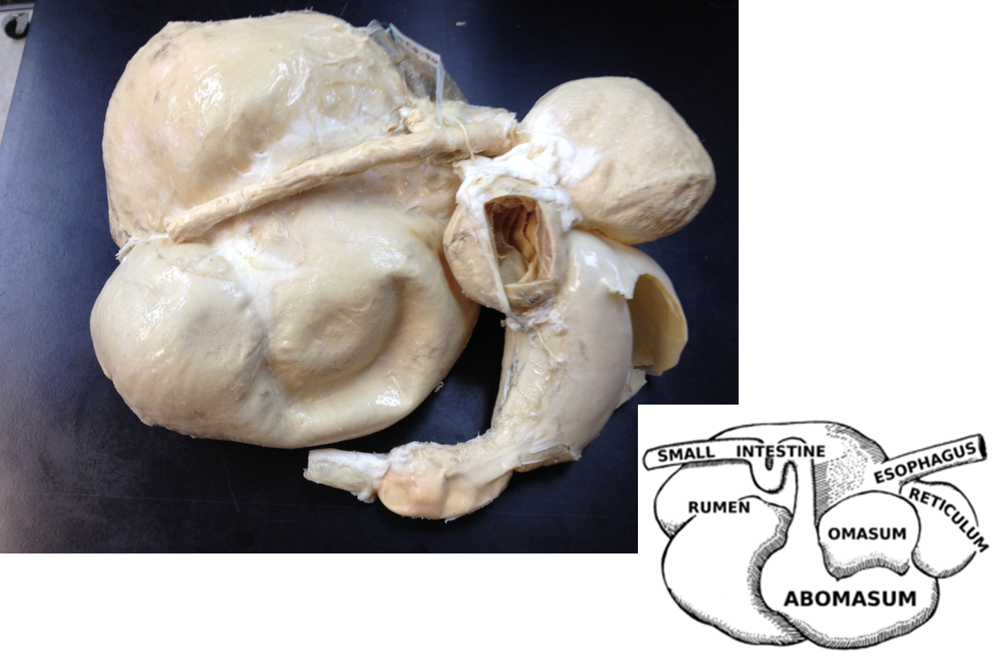 SMALL INTESTINE
ESOPHAGUS
RETICULUM
RUMEN
OMASUM
ABOMASUM